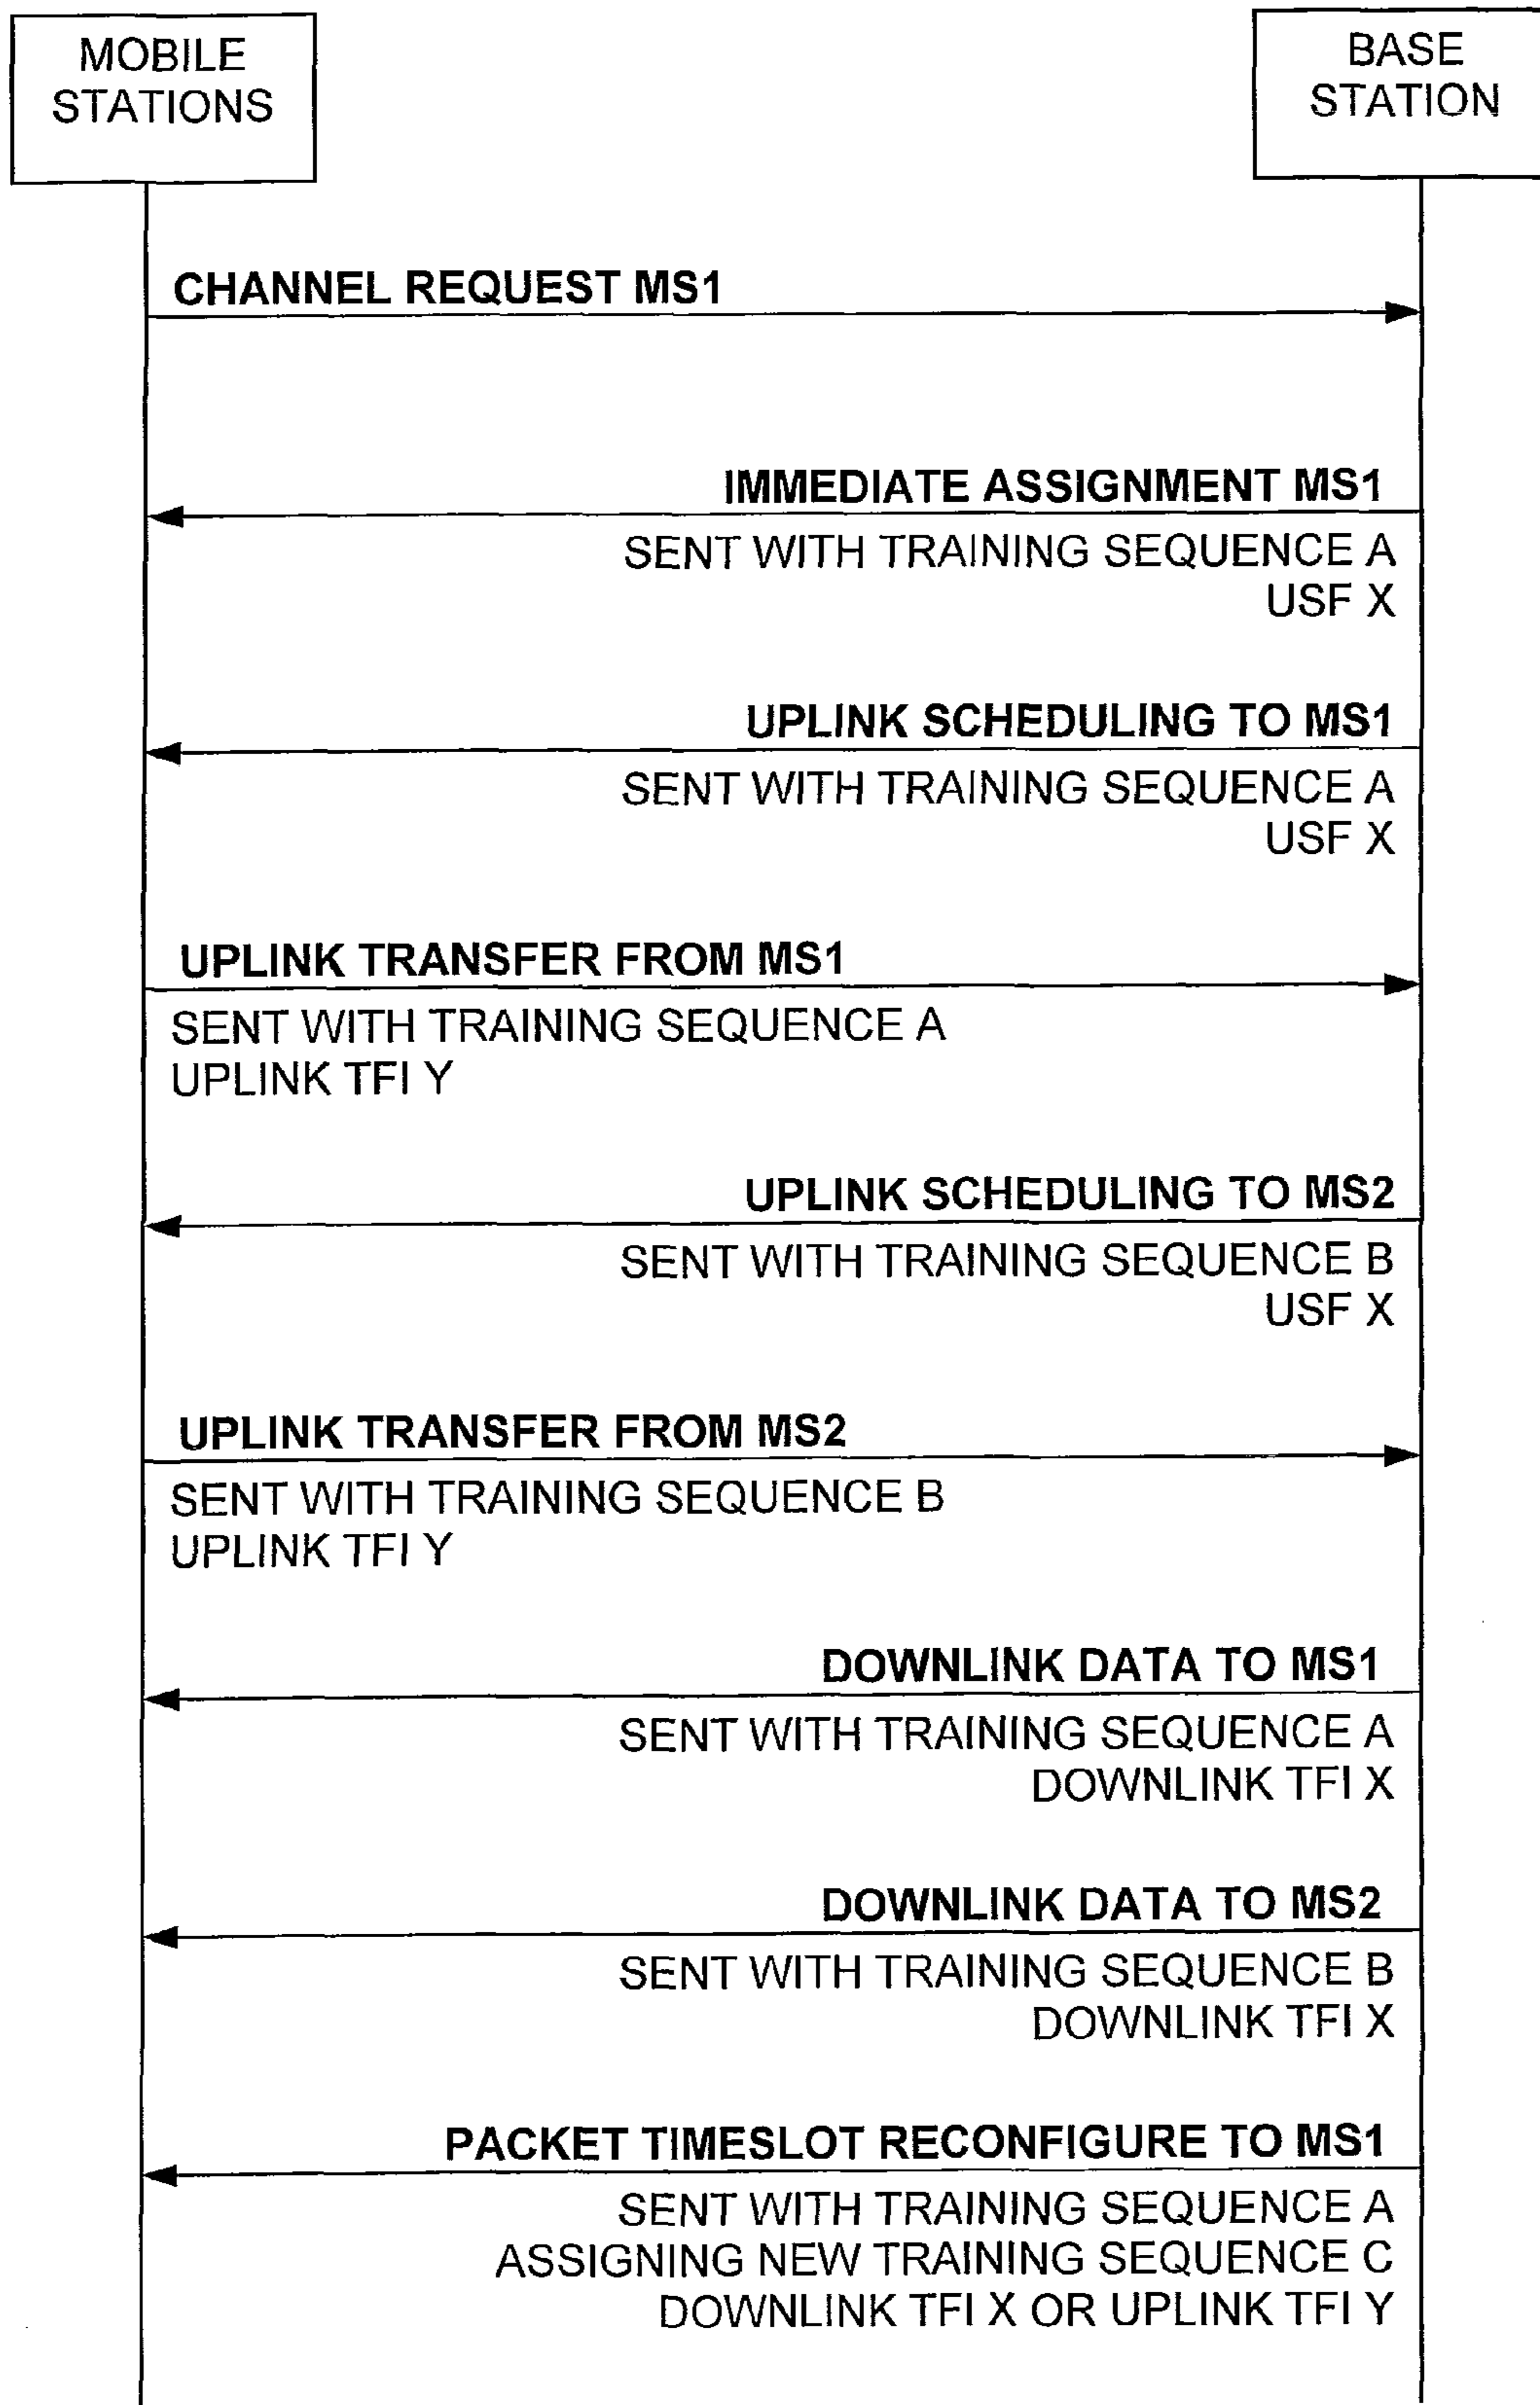 MOBILE
STATIONS
BASE
STATION
CHANNEL REQUEST MS1
IMMEDIATE ASSIGNMENT MS1
SENT WITH TRAINING SEQUENCE A
USF X
UPLINK SCHEDULING TO MS1
SENT WITH TRAINING SEQUENCE A
USF X
UPLINK TRANSFER FROM MS1
SENT WITH TRAINING SEQUENCE A
UPLINK TFI Y
UPLINK SCHEDULING TO MS2
SENT WITH TRAINING SEQUENCE B
USF X
UPLINK TRANSFER FROM MS2
SENT WITH TRAINING SEQUENCE B
UPLINK TFI Y
DOWNLINK DATA TO MS1
SENT WITH TRAINING SEQUENCE A
DOWNLINK TFI X
DOWNLINK DATA TO MS2
SENT WITH TRAINING SEQUENCE B
DOWNLINK TFI X
PACKET TIMESLOT RECONFIGURE TO MS1
SENT WITH TRAINING SEQUENCE A
ASSIGNING NEW TRAINING SEQUENCE C
DOWNLINK TFI X OR UPLINK TFI Y